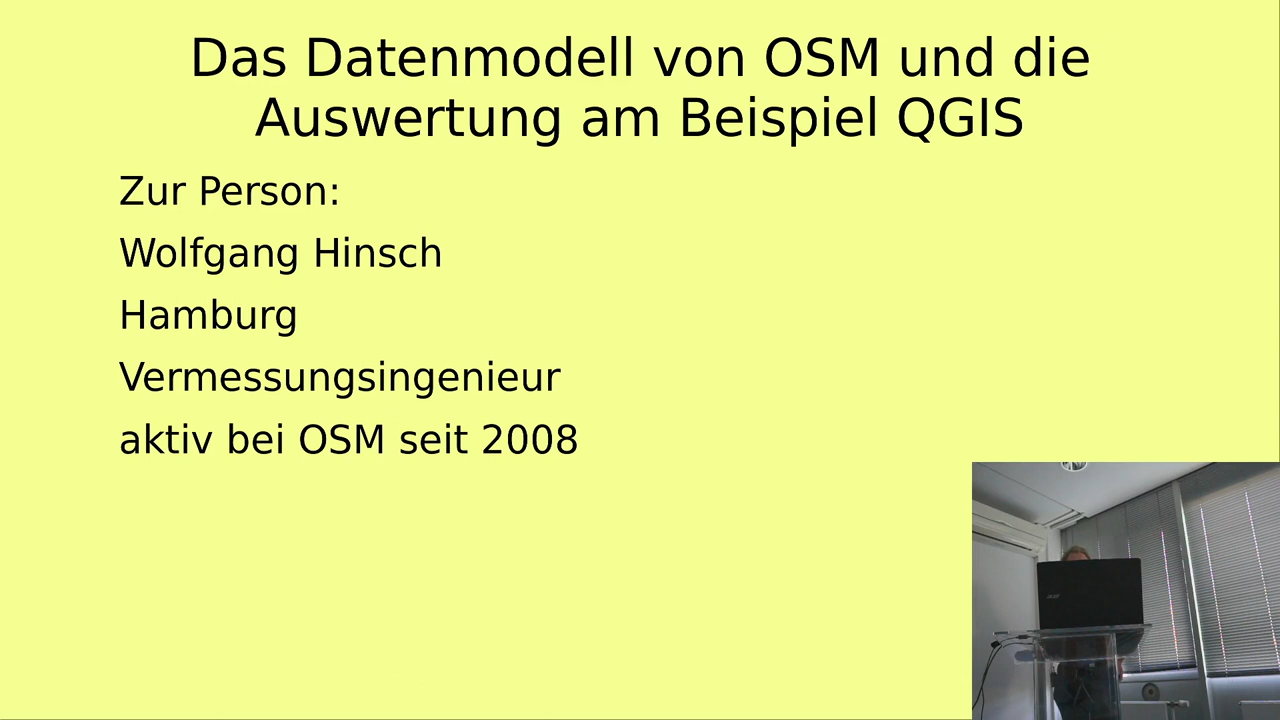 Das Datenmodell von OSM und die
Auswertung am Beispiel QGIS
Zur Person:
Wolfgang Hinsch
Hamburg
Vermessungsingenieur
aktiv bei OSM seit 2008